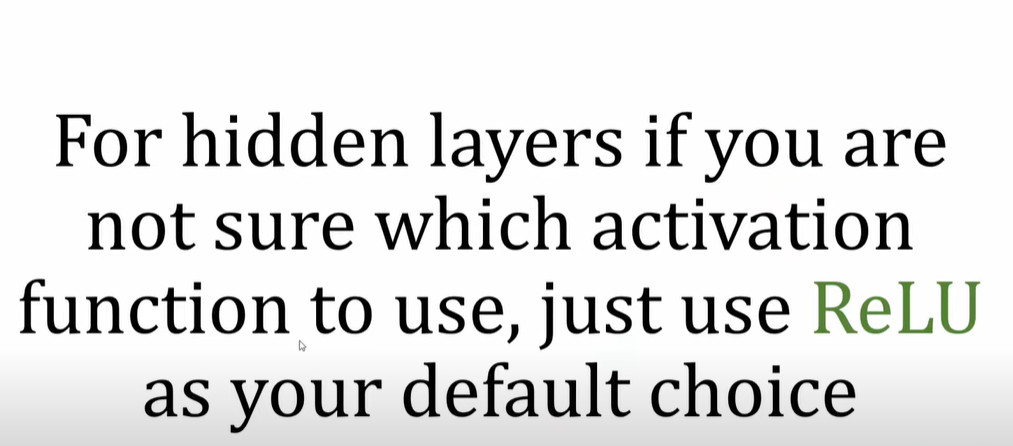 For hidden layers if you are
not sure which activation
function to use, just use ReLU
as your default choice